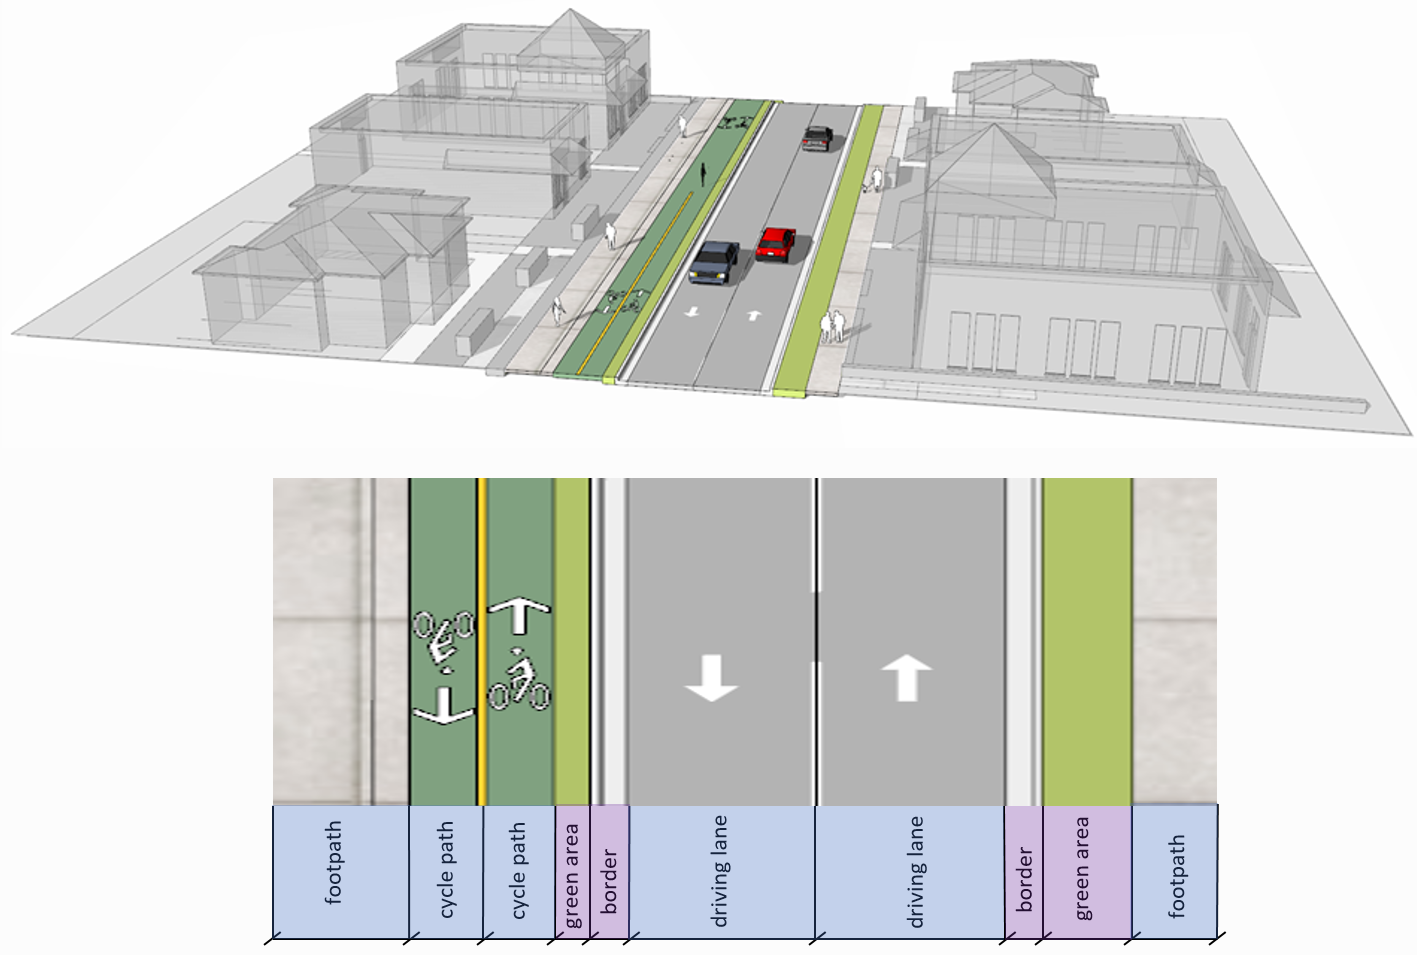 footpath
cycle path
cycle path
green area
border
driving lane
driving lane
border
green area
footpath